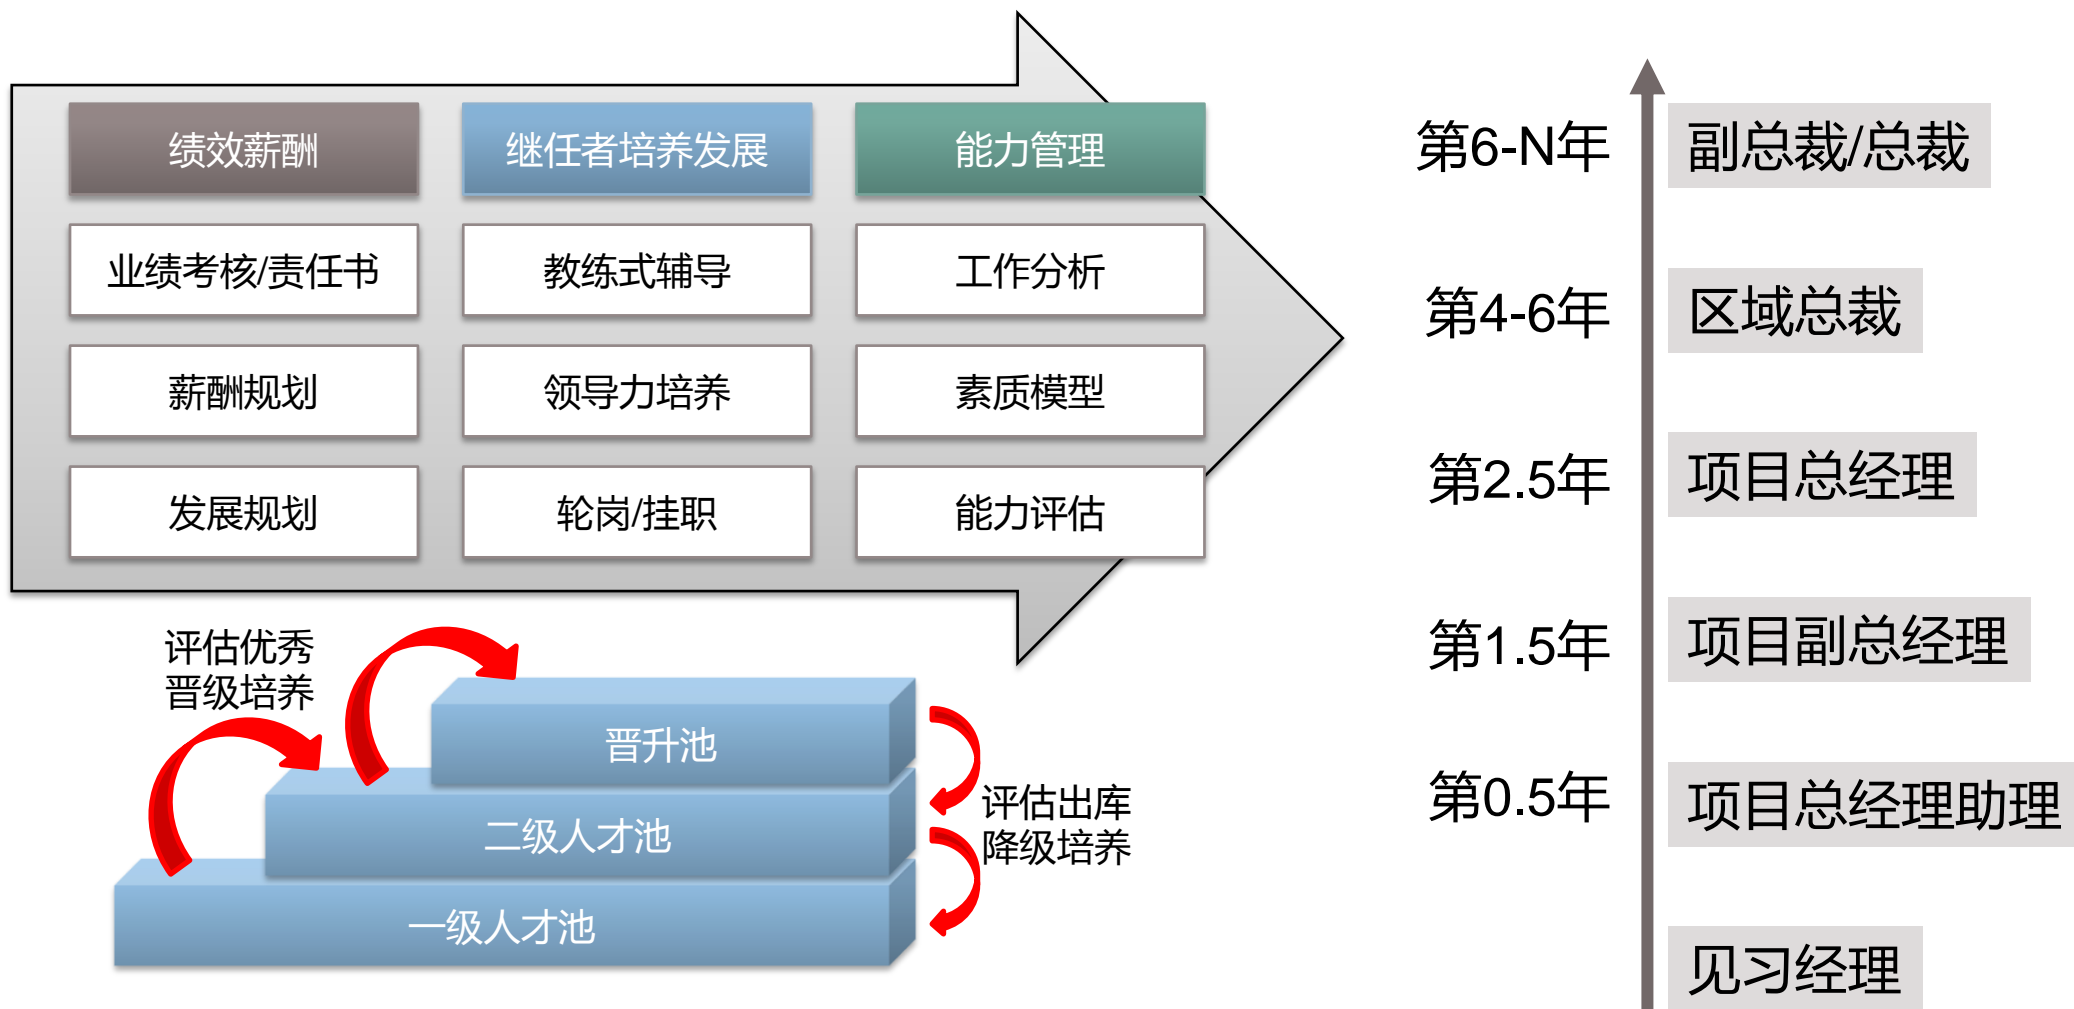 绩效薪酬
继任者培养发展
能力管理
业绩考核/责任书
教练式辅导
工作分析
薪酬规划
领导力培养
素质模型
发展规划
轮岗/挂职
能力评估
评估优秀
晋级培养
晋升池
二级人才池
一级人才池
评估出库
降级培养
第6-N年
副总裁/总裁
第4-6年
区域总裁
第2.5年
项目总经理
第1.5年
项目副总经理
第0.5年
项目总经理助理
见习经理